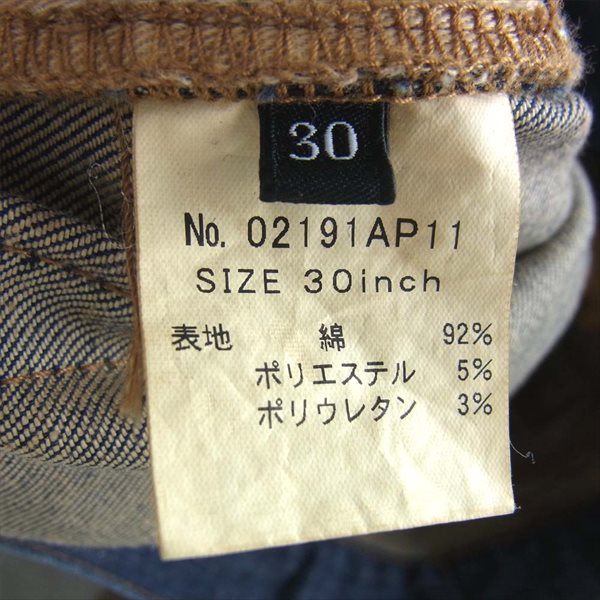 30
No. 02191AP11
SIZE 30inch
表地 綿 92%
ポリエステル 5%
ポリウレタン 3%